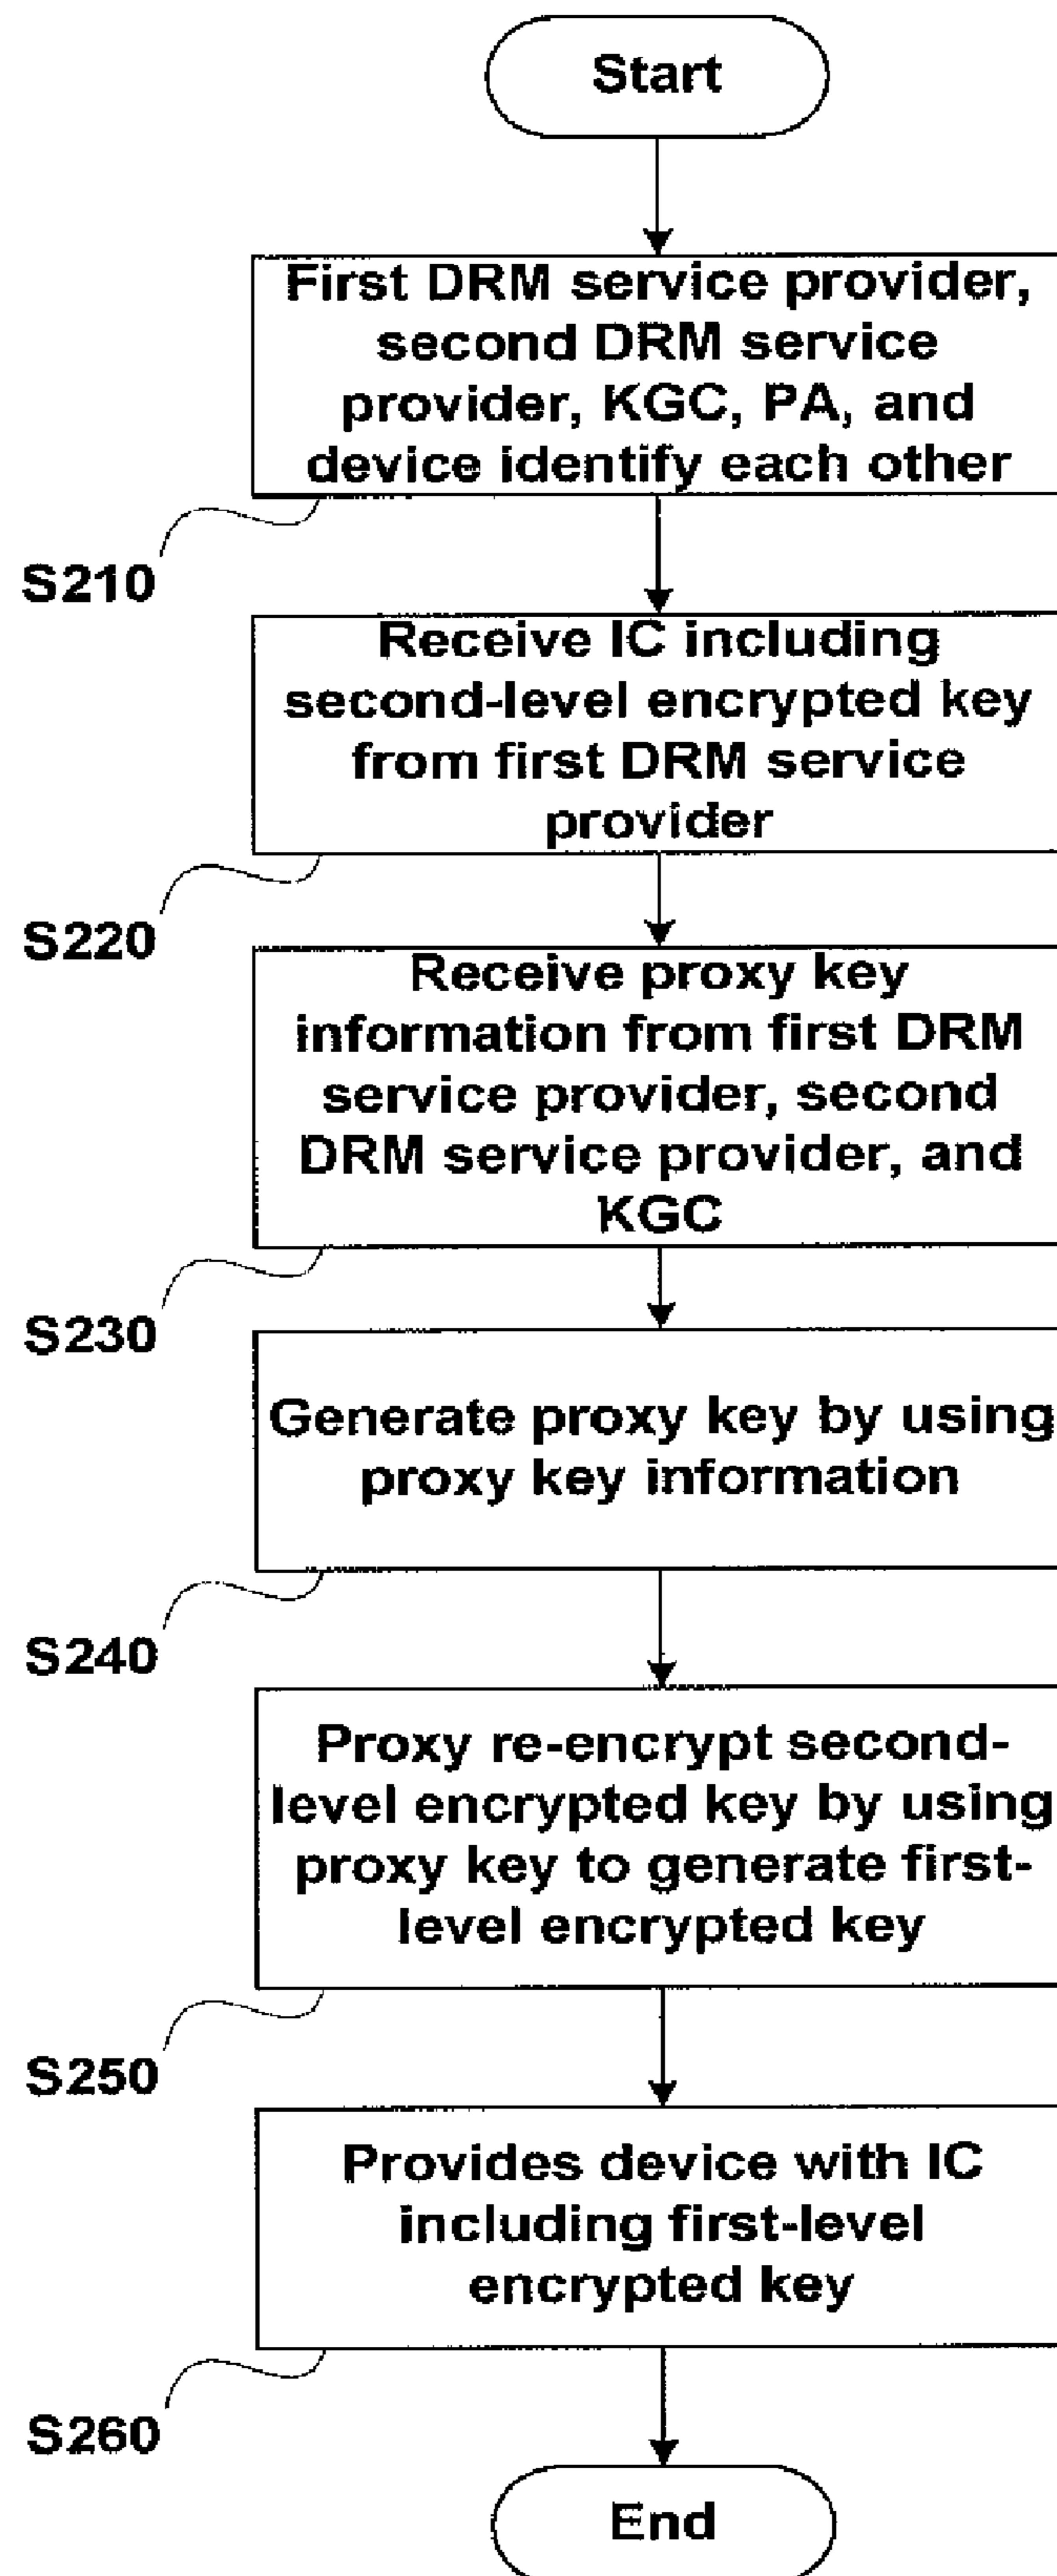 Start
First DRM service provider,
second DRM service
provider, KGC, PA, and
device identify each other
S210
Receive IC including
second-level encrypted key
from first DRM service
provider
S220
Receive proxy key
information from first DRM
service provider, second
DRM service provider, and
KGC
S230
Generate proxy key by using
proxy key information
S240
Proxy re-encrypt second-
level encrypted key by using
proxy key to generate first-
level encrypted key
S250
Provides device with IC
including first-level
encrypted key
S260
End